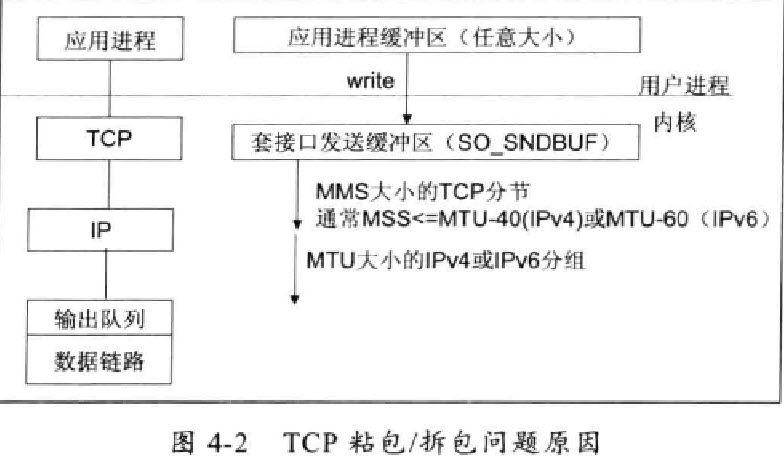 应用进程
应用进程缓冲区（任意大小）
write
用户进程
TCP
套接口发送缓冲区（SO_SNDBUF）
内核
MMS大小的TCP分节
通常MSS<=MTU-40(IPv4)或MTU-60（IPv6）
IP
MTU大小的IPv4或IPv6分组
输出队列
数据链路
图 4-2 TCP 粘包/拆包问题原因